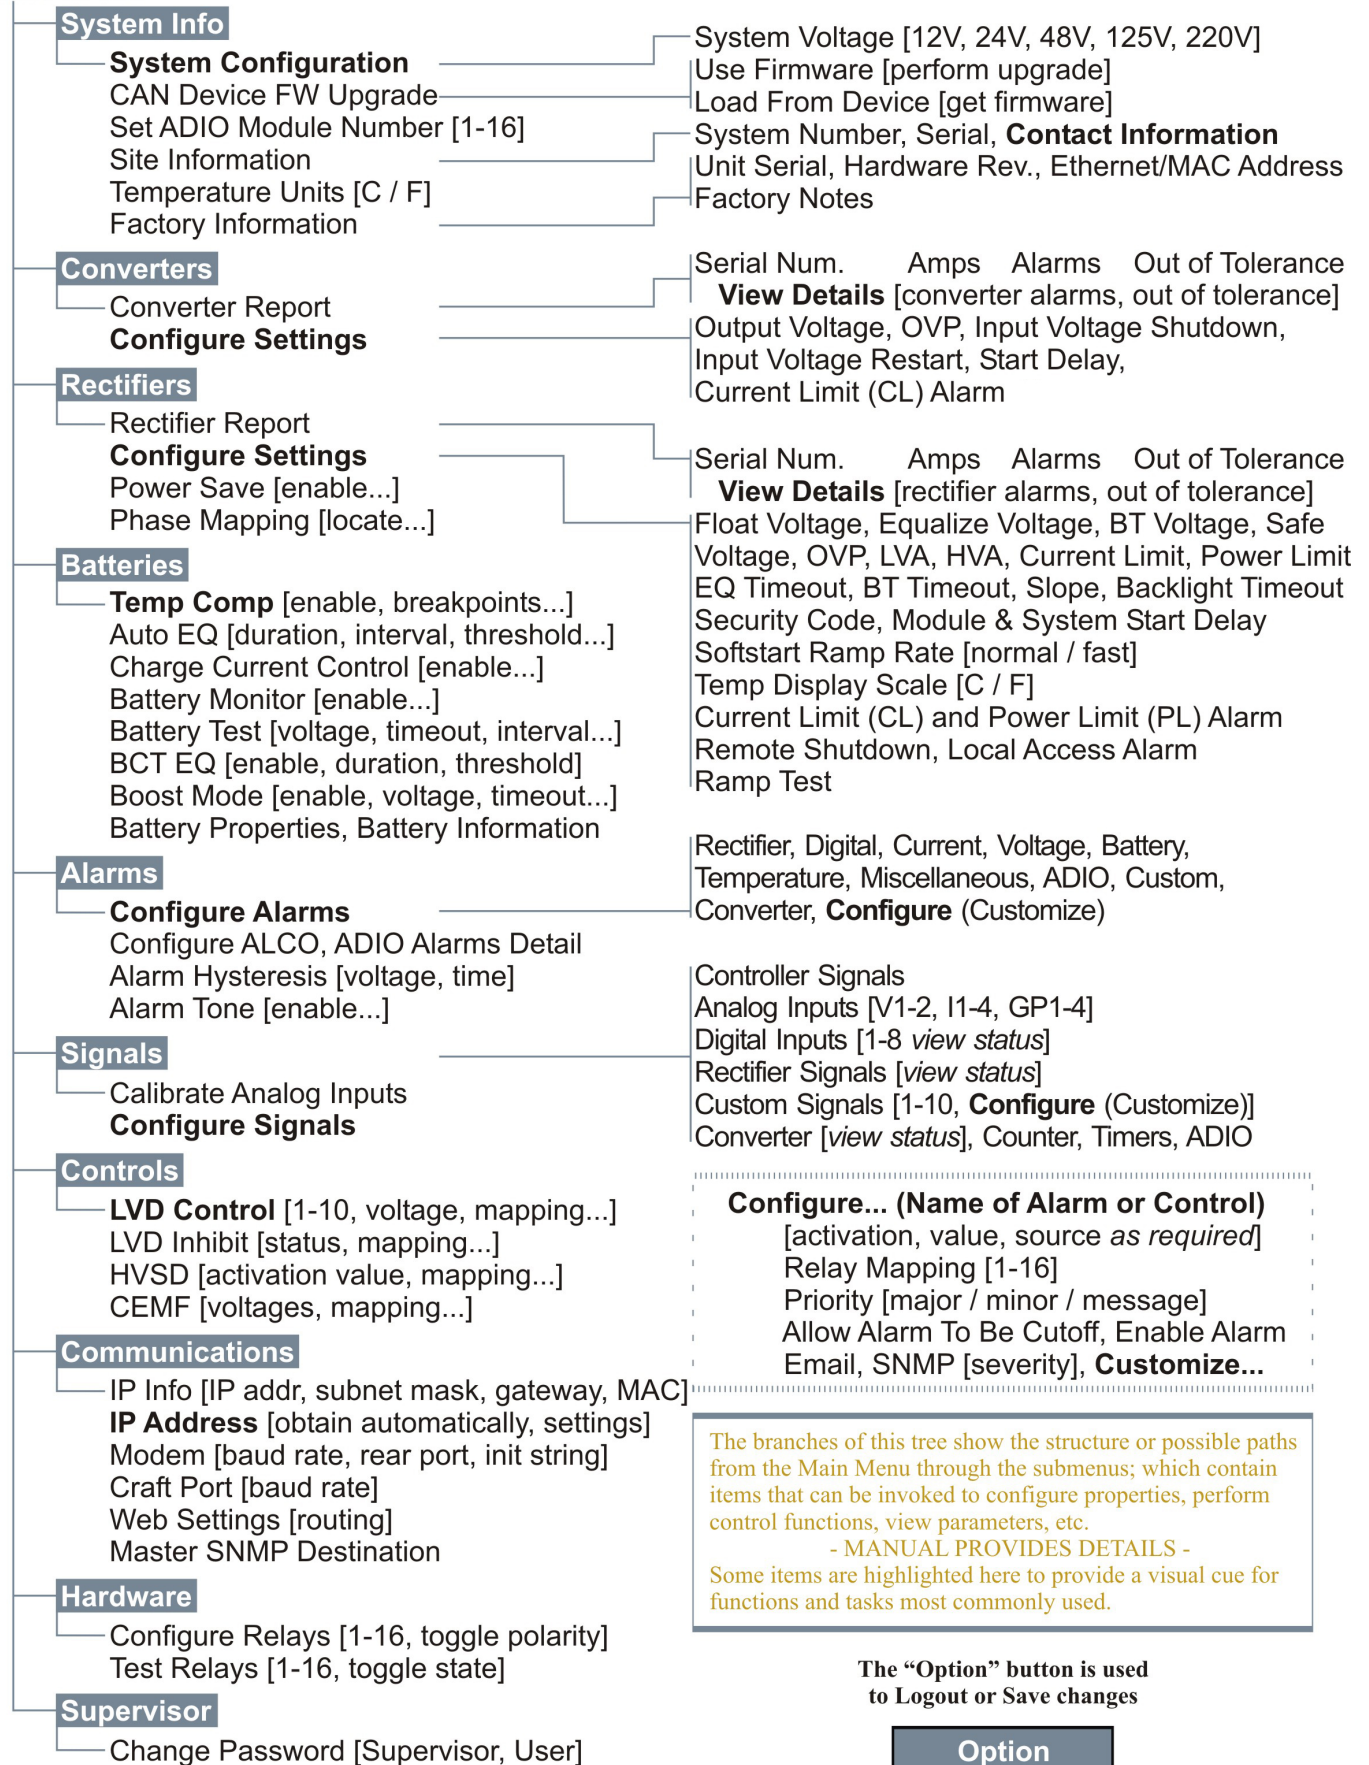 System Info
System Configuration
CAN Device FW Upgrade
Set ADIO Module Number [1-16]
Site Information
Temperature Units [C / F]
Factory Information
System Voltage [12V, 24V, 48V, 125V, 220V]
Use Firmware [perform upgrade]
Load From Device [get firmware]
System Number, Serial, Contact Information
Unit Serial, Hardware Rev., Ethernet/MAC Address
Factory Notes
Converters
Converter Report
Configure Settings
Serial Num. Amps Alarms Out of Tolerance
View Details [converter alarms, out of tolerance]
Output Voltage, OVP, Input Voltage Shutdown,
Input Voltage Restart, Start Delay,
Current Limit (CL) Alarm
Rectifiers
Rectifier Report
Configure Settings
Power Save [enable...]
Phase Mapping [locate...]
Serial Num. Amps Alarms Out of Tolerance
View Details [rectifier alarms, out of tolerance]
Float Voltage, Equalize Voltage, BT Voltage, Safe
Voltage, OVP, LVA, HVA, Current Limit, Power Limit
EQ Timeout, BT Timeout, Slope, Backlight Timeout
Security Code, Module & System Start Delay
Softstart Ramp Rate [normal / fast]
Temp Display Scale [C / F]
Current Limit (CL) and Power Limit (PL) Alarm
Remote Shutdown, Local Access Alarm
Ramp Test
Batteries
Temp Comp [enable, breakpoints...]
Auto EQ [duration, interval, threshold...]
Charge Current Control [enable...]
Battery Monitor [enable...]
Battery Test [voltage, timeout, interval...]
BCT EQ [enable, duration, threshold]
Boost Mode [enable, voltage, timeout...]
Battery Properties, Battery Information
Alarms
Configure Alarms
Configure ALCO, ADIO Alarms Detail
Alarm Hysteresis [voltage, time]
Alarm Tone [enable...]
Rectifier, Digital, Current, Voltage, Battery,
Temperature, Miscellaneous, ADIO, Custom,
Converter, Configure (Customize)
Signals
Calibrate Analog Inputs
Configure Signals
Controller Signals
Analog Inputs [V1-2, I1-4, GP1-4]
Digital Inputs [1-8 view status]
Rectifier Signals [view status]
Custom Signals [1-10, Configure (Customize)]
Converter [view status], Counter, Timers, ADIO
Controls
LVD Control [1-10, voltage, mapping...]
LVD Inhibit [status, mapping...]
HVSD [activation value, mapping...]
CEMF [voltages, mapping...]
Configure... (Name of Alarm or Control)
[activation, value, source as required]
Relay Mapping [1-16]
Priority [major / minor / message]
Allow Alarm To Be Cutoff, Enable Alarm
Email, SNMP [severity], Customize...
Communications
IP Info [IP addr, subnet mask, gateway, MAC]
IP Address [obtain automatically, settings]
Modem [baud rate, rear port, init string]
Craft Port [baud rate]
Web Settings [routing]
Master SNMP Destination
The branches of this tree show the structure or possible paths
from the Main Menu through the submenus; which contain
items that can be invoked to configure properties, perform
control functions, view parameters, etc.
- MANUAL PROVIDES DETAILS -
Some items are highlighted here to provide a visual cue for
functions and tasks most commonly used.
Hardware
Configure Relays [1-16, toggle polarity]
Test Relays [1-16, toggle state]
Supervisor
Change Password [Supervisor, User]
The “Option” button is used
to Logout or Save changes
Option